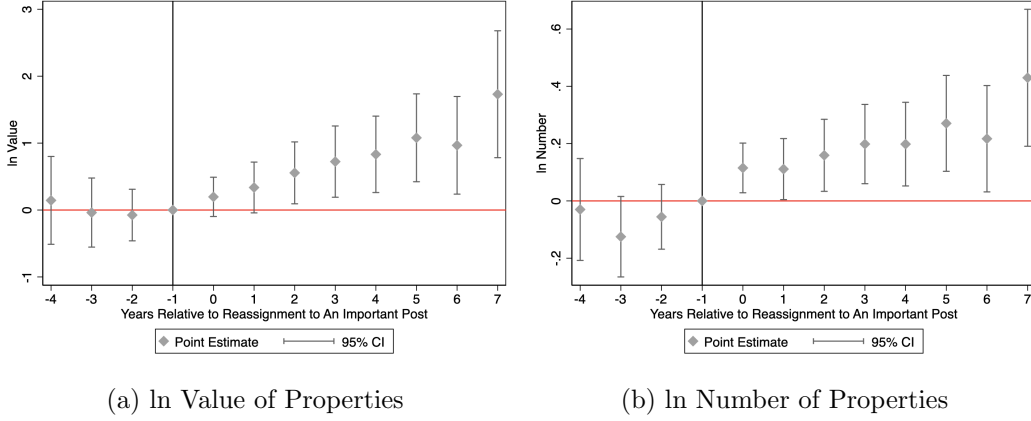 3
2
1
0
-1
ln Value
-4 -3 -2 -1 0 1 2 3 4 5 6 7
Years Relative to Reassignment to An Important Post
Point Estimate 95% CI
(a) ln Value of Properties
.6
.4
.2
0
-.2
ln Number
-4 -3 -2 -1 0 1 2 3 4 5 6 7
Years Relative to Reassignment to An Important Post
Point Estimate 95% CI
(b) ln Number of Properties